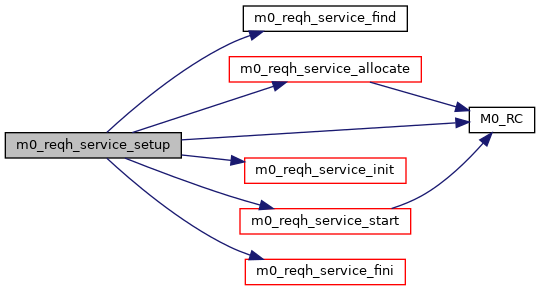 m0_reqh_service_find
m0_reqh_service_allocate
M0_RC
m0_reqh_service_setup
m0_reqh_service_init
m0_reqh_service_start
m0_reqh_service_fini